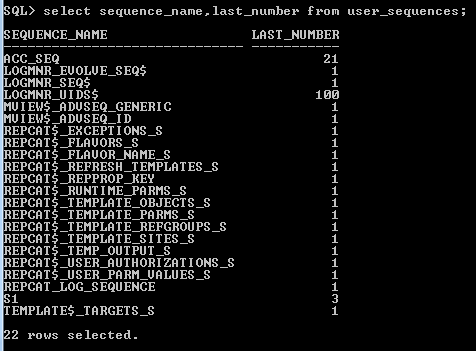 SQL> select sequence_name,last_number from user_sequences;
SEQUENCE_NAME LAST_NUMBER
------------------------------ -----------
ACC_SEQ 21
LOGMNR_EVOLVE_SEQ$ 1
LOGMNR_SEQ$ 1
LOGMNR_UIDS$ 100
MVIEW$_ADVSEQ_GENERIC 1
MVIEW$_ADVSEQ_ID 1
REPCAT$_EXCEPTIONS_S 1
REPCAT$_FLAVORS_S 1
REPCAT$_FLAVOR_NAME_S 1
REPCAT$_REFRESH_TEMPLATES_S 1
REPCAT$_REPPROP_KEY 1
REPCAT$_RUNTIME_PARMS_S 1
REPCAT$_TEMPLATE_OBJECTS_S 1
REPCAT$_TEMPLATE_PARMS_S 1
REPCAT$_TEMPLATE_REFGROUPS_S 1
REPCAT$_TEMPLATE_SITES_S 1
REPCAT$_TEMP_OUTPUT_S 1
REPCAT$_USER_AUTHORIZATIONS_S 1
REPCAT$_USER_PARM_VALUES_S 1
REPCAT_LOG_SEQUENCE 1
S1 3
TEMPLATE$_TARGETS_S 1
22 rows selected.